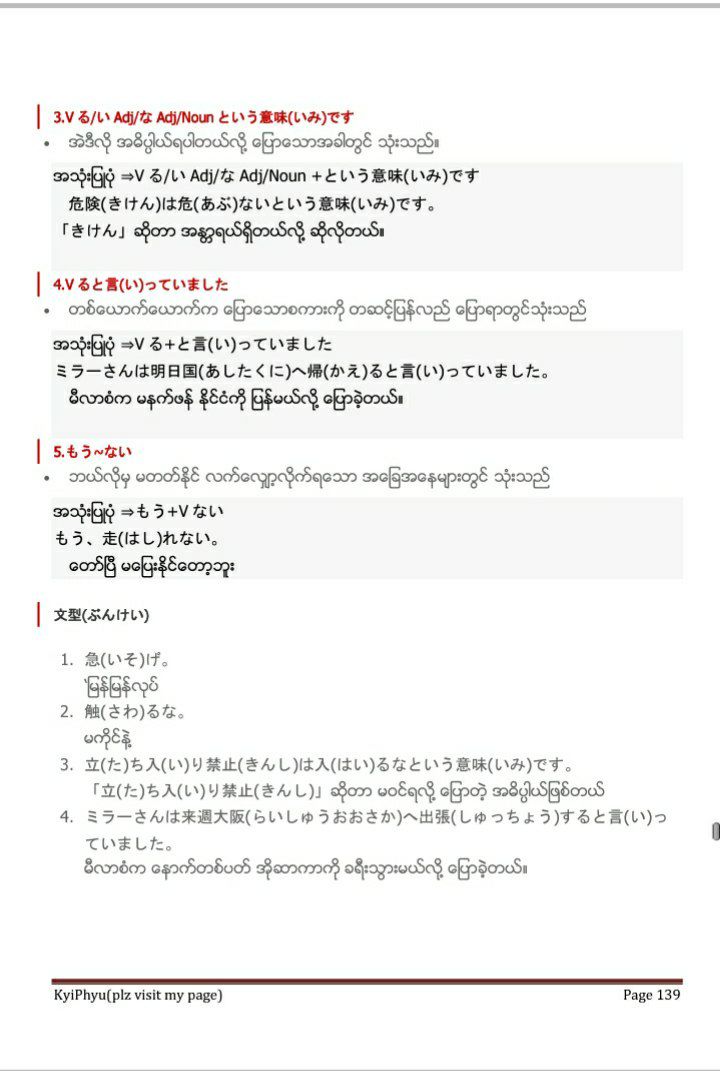 3.V る/い Adj/な Adj/Noun という意味(いみ)です
• အဲဒီလို အဓိပ္ပါယ်ရပါတယ်လို့ ပြောသောအခါတွင် သုံးသည်။
အသုံးပြုပုံ ⇒V る/い Adj/な Adj/Noun +という意味(いみ)です
危険(きけん)は危(あぶ)ないという意味(いみ)です。
「きけん」ဆိုတာ အန္တာရယ်ရှိတယ်လို့ ဆိုလိုတယ်။
4.V ると言(い)っていました
• တစ်ယောက်ယောက်က ပြောသောစကားကို တဆင့်ပြန်လည် ပြောရာတွင်သုံးသည်
အသုံးပြုပုံ ⇒V る+と言(い)っていました
ミラーさんは明日国(あしたくに)へ帰(かえ)ると言(い)っていました。
မီလာစံက မနက်ဖန် နိုင်ငံကို ပြန်မယ်လို့ ပြောခဲ့တယ်။
5.もう~ない
• ဘယ်လိုမှ မတတ်နိုင် လက်လျှော့လိုက်ရသော အခြေအနေများတွင် သုံးသည်
အသုံးပြုပုံ ⇒もう+V ない
もう、走(はし)れない。
တော်ပြီ မပြေးနိုင်တော့ဘူး
文型(ぶんけい)
1. 急(いそ)げ。
မြန်မြန်လုပ်
2. 触(さわ)るな。
မကိုင်နဲ့
3. 立(た)ち入(い)り禁止(きんし)は入(はい)るなという意味(いみ)です。
「立(た)ち入(い)り禁止(きんし)」ဆိုတာ မဝင်ရလို့ ပြောတဲ့ အဓိပ္ပါယ်ဖြစ်တယ်
4. ミラーさんは来週大阪(らいしゅうおおさか)へ出張(しゅっちょう)すると言(い)っ
ていました。
မီလာစံက နောက်တစ်ပတ် အိုဆာကာကို ခရီးသွားမယ်လို့ ပြောခဲ့တယ်။
KyiPhyu(plz visit my page)
Page 139